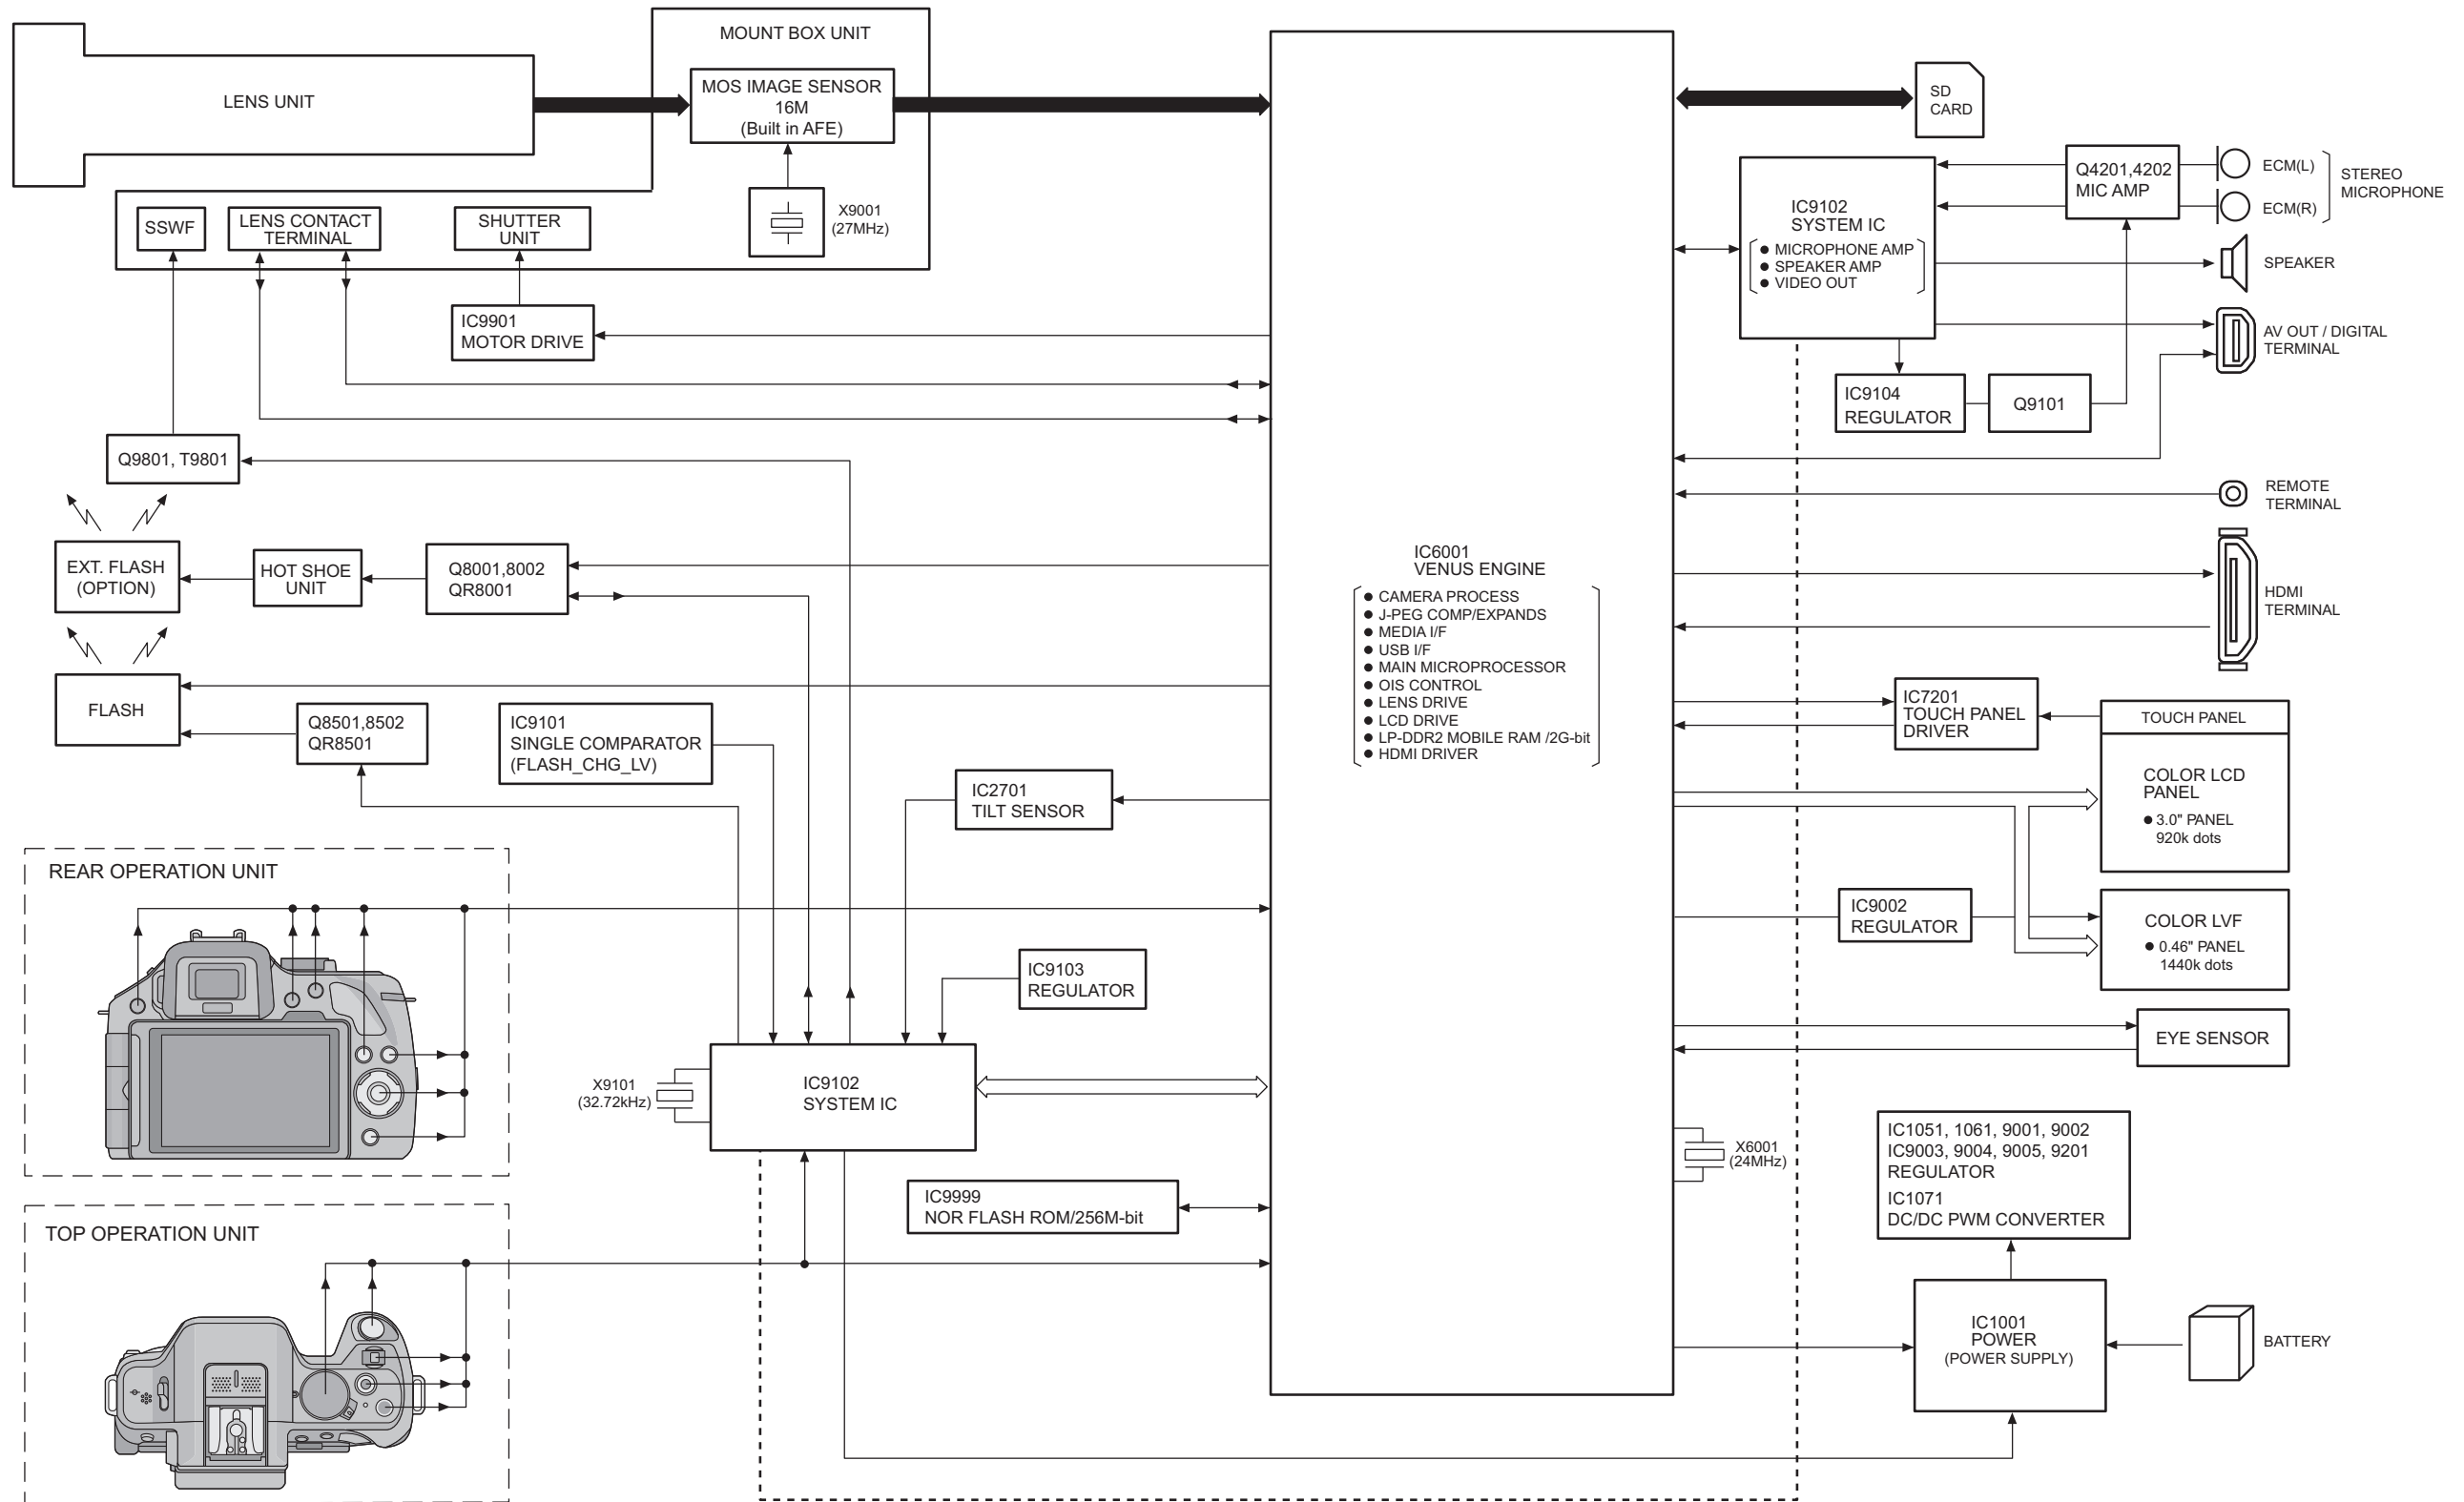 MOUNT BOX UNIT
LENS UNIT
MOS IMAGE SENSOR
16M
(Built in AFE)
X9001
(27MHz)
SSWF
LENS CONTACT
TERMINAL
SHUTTER
UNIT
IC9901
MOTOR DRIVE
Q9801, T9801
EXT. FLASH
(OPTION)
HOT SHOE
UNIT
Q8001,8002
QR8001
FLASH
Q8501,8502
QR8501
IC9101
SINGLE COMPARATOR
(FLASH_CHG_LV)
IC2701
TILT SENSOR
REAR OPERATION UNIT
IC9103
REGULATOR
X9101
(32.72kHz)
IC9102
SYSTEM IC
IC9999
NOR FLASH ROM/256M-bit
TOP OPERATION UNIT
IC6001
VENUS ENGINE
● CAMERA PROCESS
● J-PEG COMP/EXPANDS
● MEDIA I/F
● USB I/F
● MAIN MICROPROCESSOR
● OIS CONTROL
● LENS DRIVE
● LCD DRIVE
● LP-DDR2 MOBILE RAM /2G-bit
● HDMI DRIVER
SD
CARD
IC9102
SYSTEM IC
● MICROPHONE AMP
● SPEAKER AMP
● VIDEO OUT
Q4201,4202
MIC AMP
ECM(L)
ECM(R)
STEREO
MICROPHONE
SPEAKER
AV OUT / DIGITAL
TERMINAL
IC9104
REGULATOR
Q9101
REMOTE
TERMINAL
HDMI
TERMINAL
IC7201
TOUCH PANEL
DRIVER
TOUCH PANEL
COLOR LCD
PANEL
● 3.0" PANEL
920k dots
IC9002
REGULATOR
COLOR LVF
● 0.46" PANEL
1440k dots
EYE SENSOR
X6001
(24MHz)
IC1051, 1061, 9001, 9002
IC9003, 9004, 9005, 9201
REGULATOR
IC1071
DC/DC PWM CONVERTER
IC1001
POWER
(POWER SUPPLY)
BATTERY